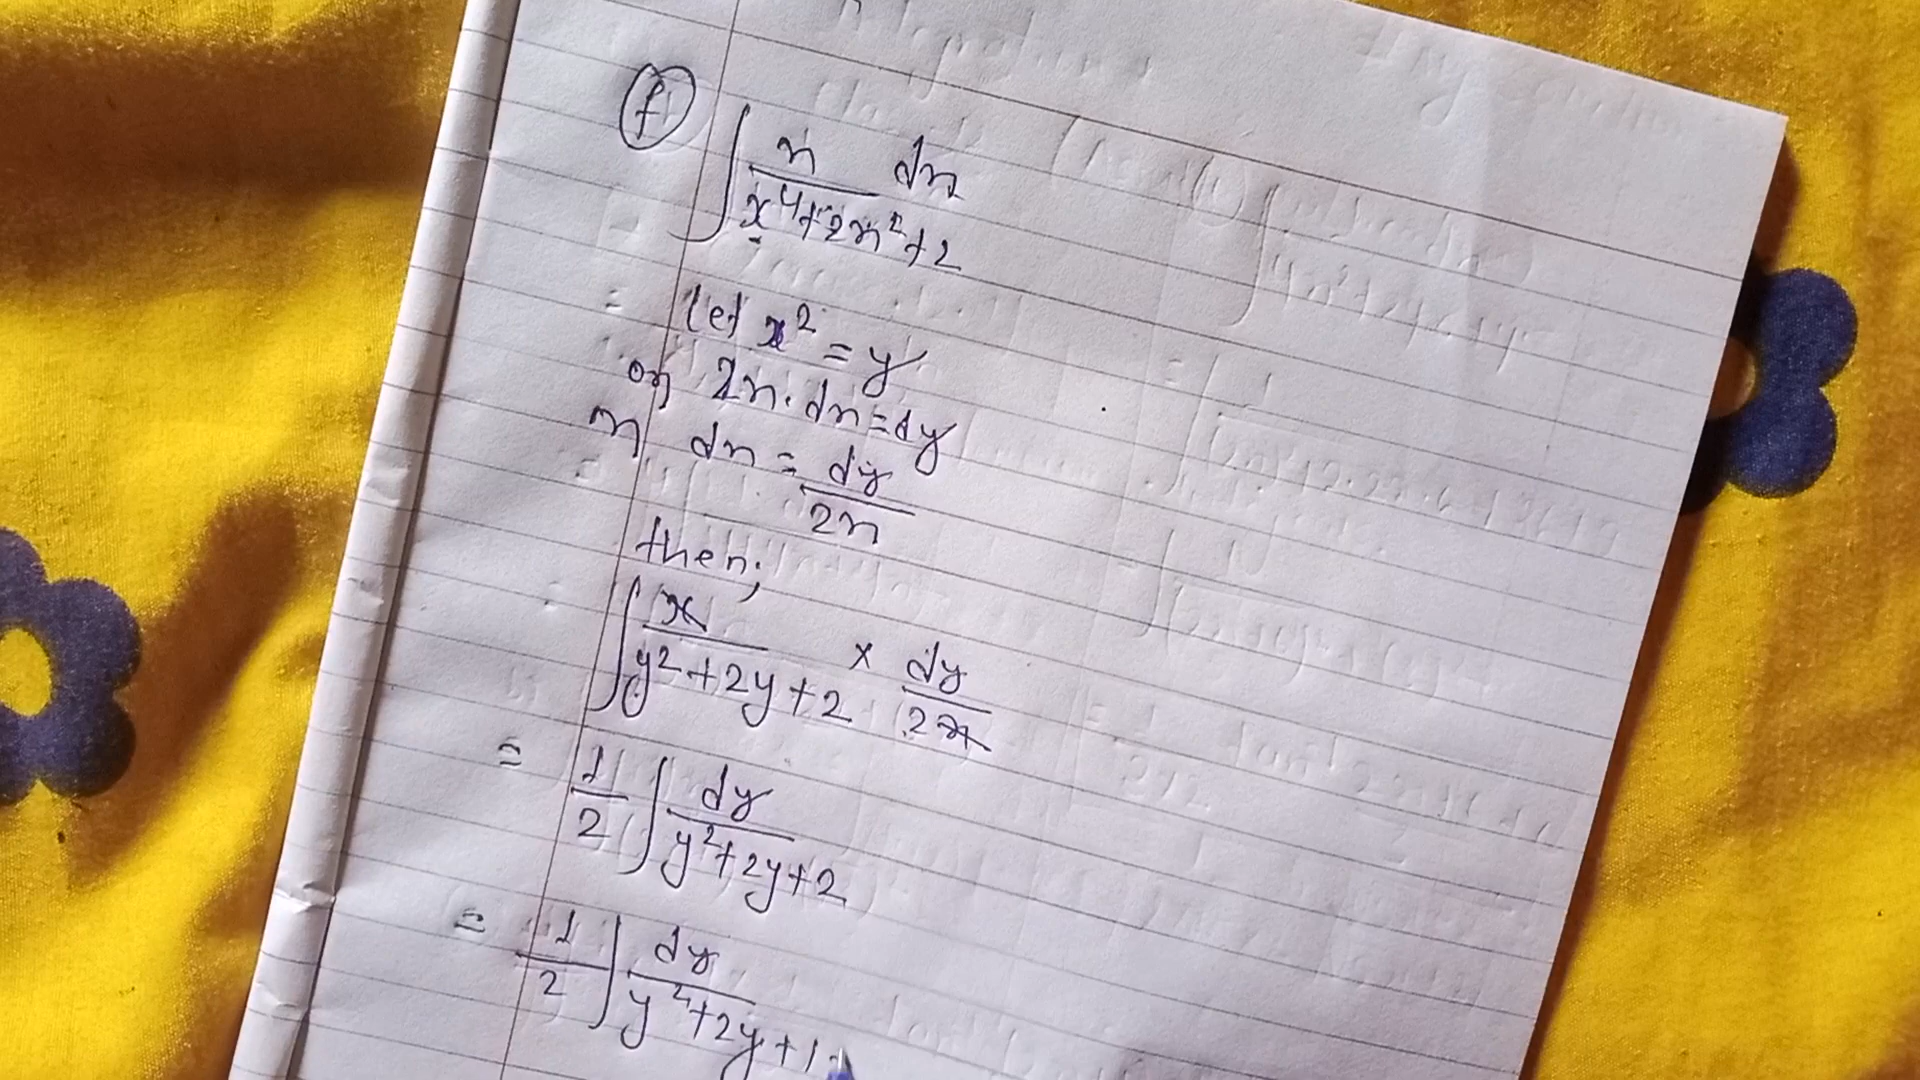 (f) ∫ x/(x⁴+2x²+2) dx
let x² = y
or, 2x·dx = dy
or, dx = dy/2x
then;
∫ x/(y²+2y+2) × dy/2x
= 1/2 ∫ dy/(y²+2y+2)
= 1/2 ∫ dy/(y²+2y+1